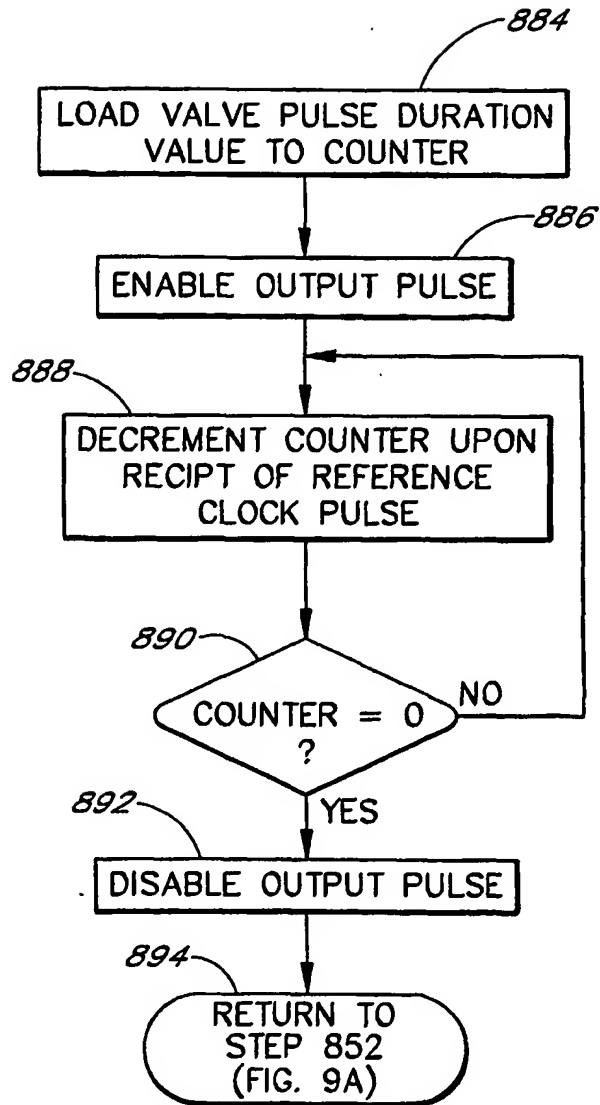 884
LOAD VALVE PULSE DURATION
VALUE TO COUNTER
886
ENABLE OUTPUT PULSE
888
DECREMENT COUNTER UPON
RECIPT OF REFERENCE
CLOCK PULSE
890
COUNTER = 0
?
NO
YES
892
DISABLE OUTPUT PULSE
894
RETURN TO
STEP 852
(FIG. 9A)